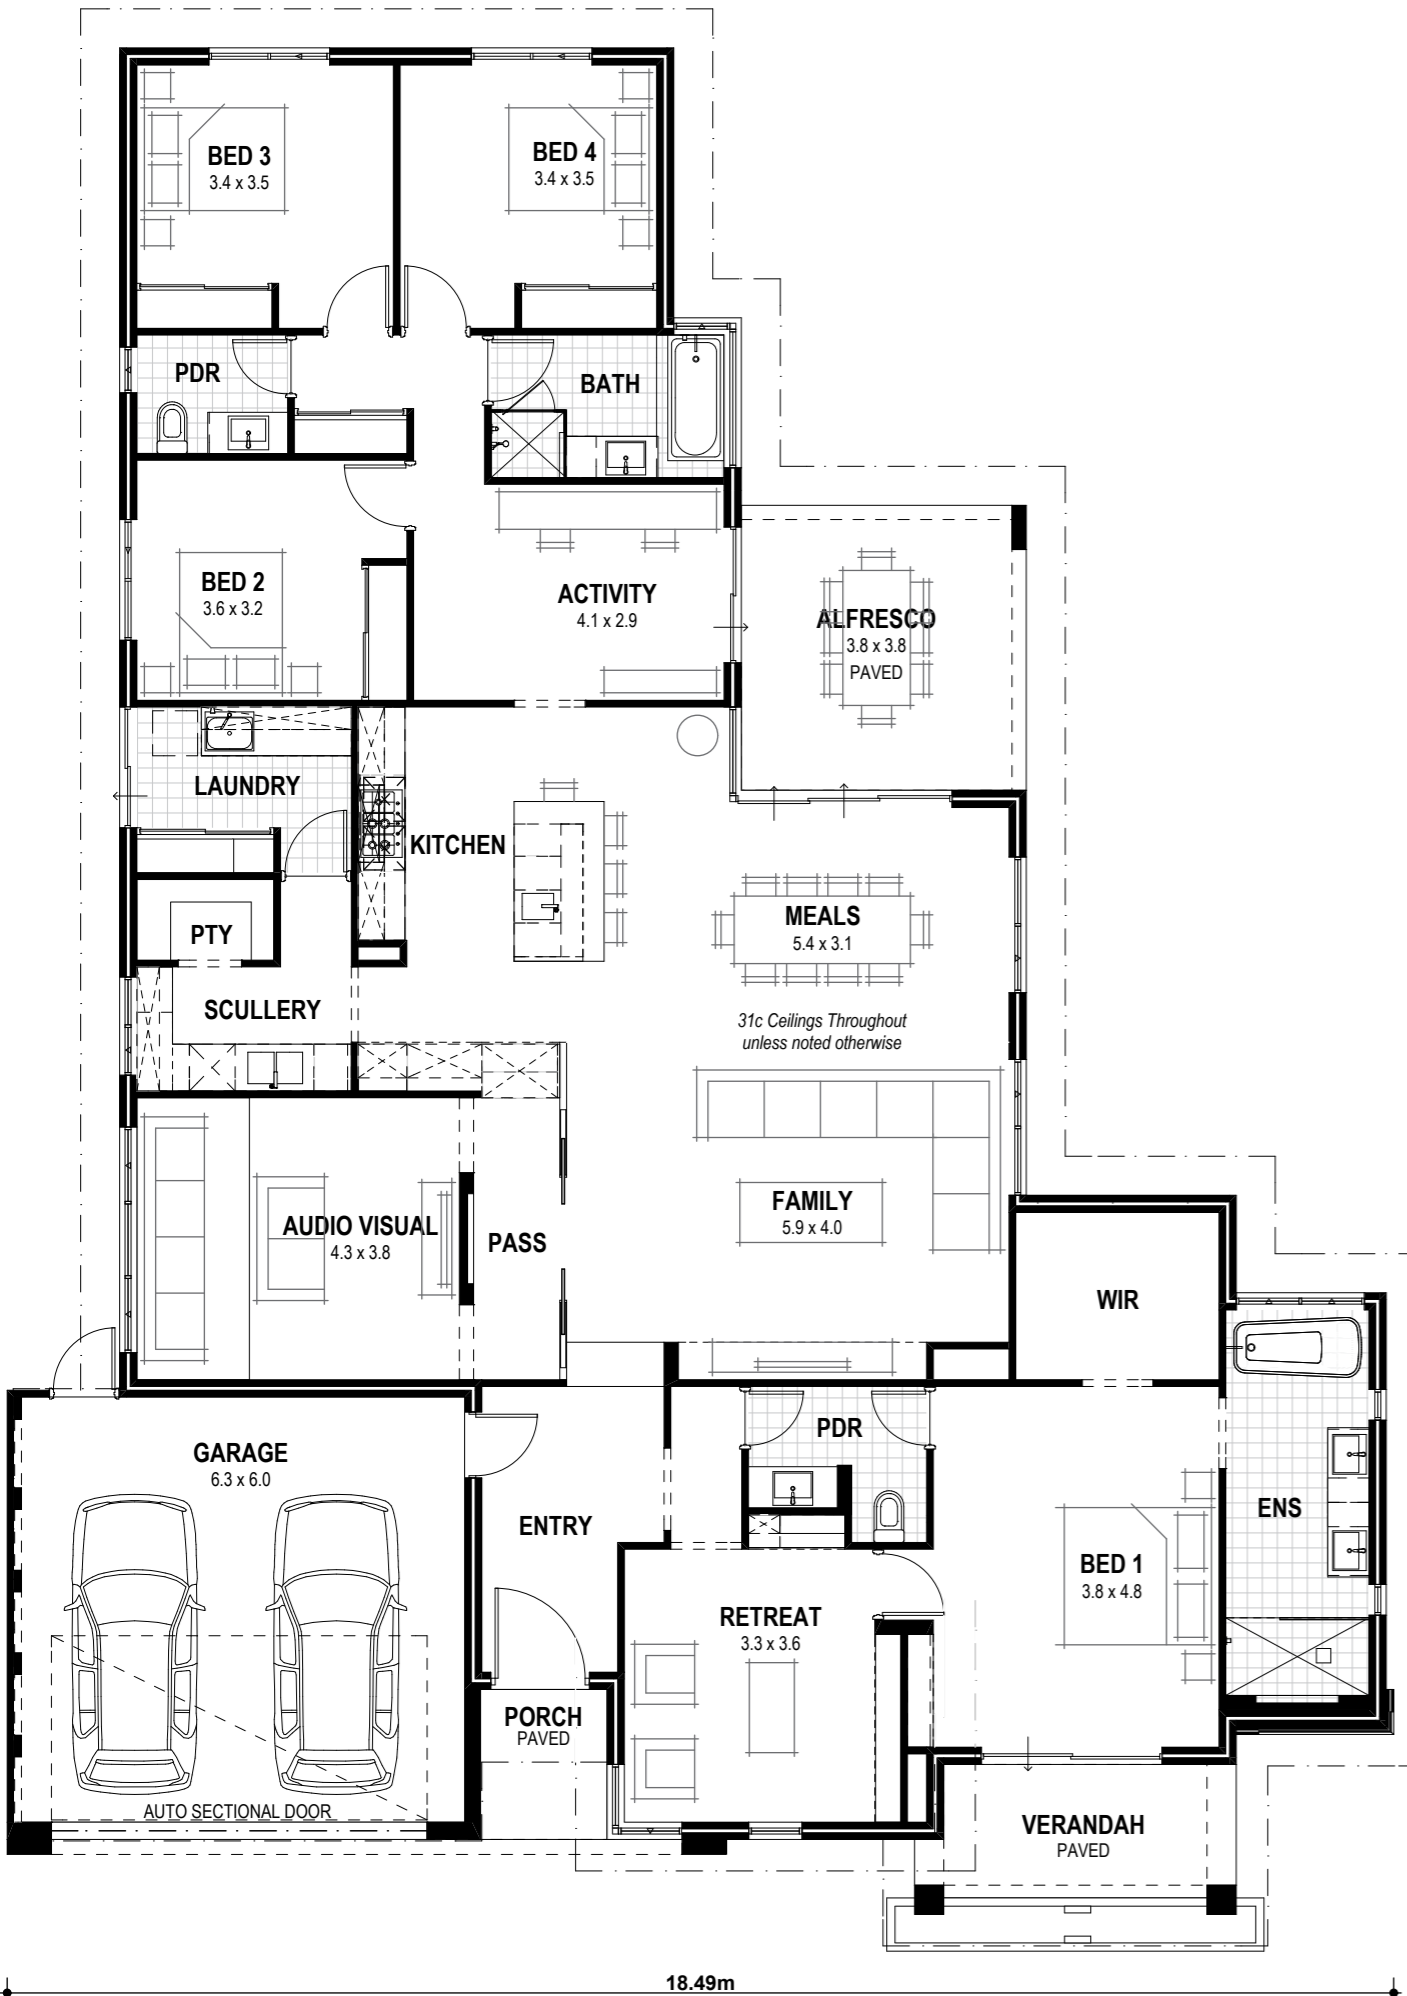 BED 3
3.4 x 3.5
BED 4
3.4 x 3.5
PDR
BATH
BED 2
3.6 x 3.2
ACTIVITY
4.1 x 2.9
ALFRESCO
3.8 x 3.8
PAVED
LAUNDRY
KITCHEN
PTY
MEALS
5.4 x 3.1
SCULLERY
31c Ceilings Throughout
unless noted otherwise
AUDIO VISUAL
4.3 x 3.8
PASS
FAMILY
5.9 x 4.0
WIR
GARAGE
6.3 x 6.0
PDR
ENTRY
ENS
BED 1
3.8 x 4.8
RETREAT
3.3 x 3.6
PORCH
PAVED
AUTO SECTIONAL DOOR
VERANDAH
PAVED
18.49m